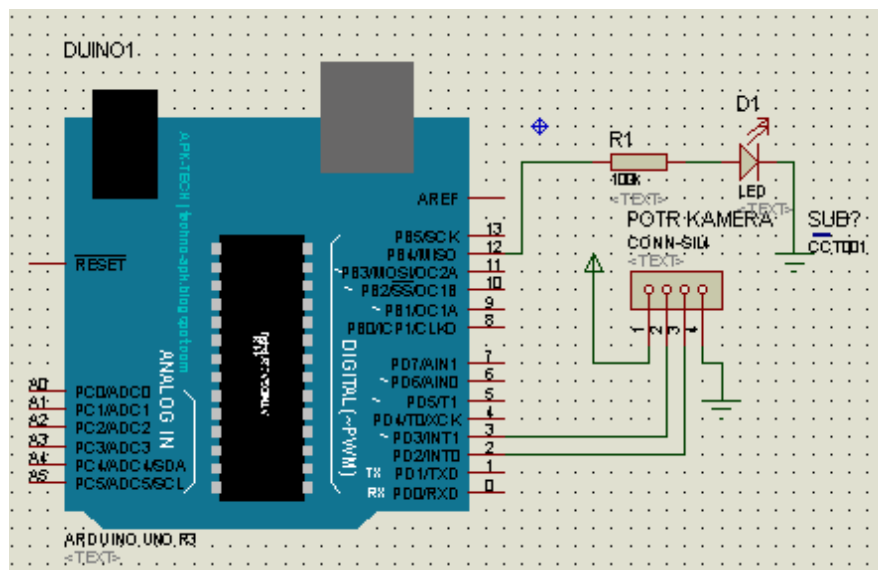 DUINO1
D1
R1
<TEXT>
LED
<TEXT>
POTR KAMERA
CONN-SIL4
<TEXT>
SUB?
CCT001
1
2
3
4
APK-TECH | techno-apk.blogspot.com
RESET
AREF
PB5/SCK 13
PB4/MISO 12
~PB3/MOSI/OC2A 11
~ PB2/SS/OC1B 10
~ PB1/OC1A 9
PB0/ICP1/CLKO 8
PD7/AIN1 7
~ PD6/AIN0 6
~ PD5/T1 5
PD4/T0/XCK 4
~ PD3/INT1 3
PD2/INT0 2
TX PD1/TXD 1
RX PD0/RXD 0
DIGITAL (~PWM)
ANALOG IN
A0 PC0/ADC0
A1 PC1/ADC1
A2 PC2/ADC2
A3 PC3/ADC3
A4 PC4/ADC4/SDA
A5 PC5/ADC5/SCL
ARDUINO UNO R3
<TEXT>